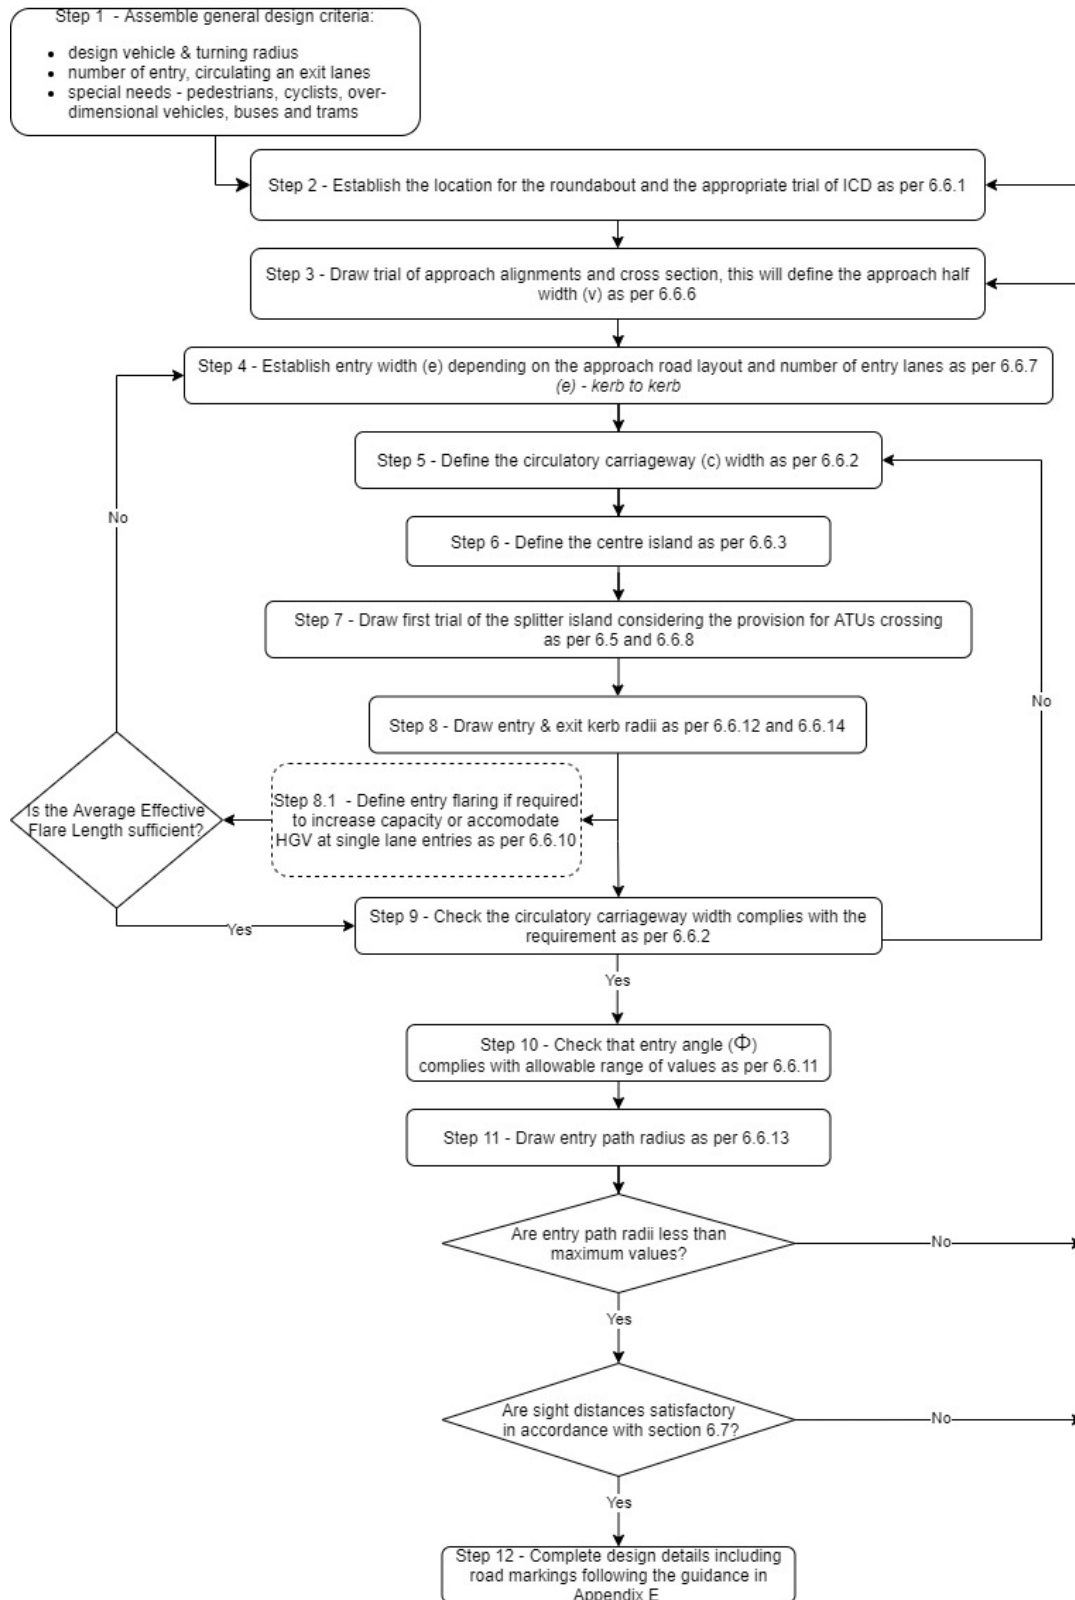 Step 1 - Assemble general design criteria:
• design vehicle & turning radius
• number of entry, circulating an exit lanes
• special needs - pedestrians, cyclists, over-
dimensional vehicles, buses and trams
Step 2 - Establish the location for the roundabout and the appropriate trial of ICD as per 6.6.1
Step 3 - Draw trial of approach alignments and cross section, this will define the approach half
width (v) as per 6.6.6
Step 4 - Establish entry width (e) depending on the approach road layout and number of entry lanes as per 6.6.7
(e) - kerb to kerb
Step 5 - Define the circulatory carriageway (c) width as per 6.6.2
No
Step 6 - Define the centre island as per 6.6.3
Step 7 - Draw first trial of the splitter island considering the provision for ATUs crossing
as per 6.5 and 6.6.8
No
Step 8 - Draw entry & exit kerb radii as per 6.6.12 and 6.6.14
Step 8.1 - Define entry flaring if required
to increase capacity or accomodate
HGV at single lane entries as per 6.6.10
Is the Average Effective
Flare Length sufficient?
Yes
Step 9 - Check the circulatory carriageway width complies with the
requirement as per 6.6.2
Yes
Step 10 - Check that entry angle (Φ)
complies with allowable range of values as per 6.6.11
Step 11 - Draw entry path radius as per 6.6.13
Are entry path radii less than
maximum values?
No
Yes
Are sight distances satisfactory
in accordance with section 6.7?
No
Yes
Step 12 - Complete design details including
road markings following the guidance in
Appendix E